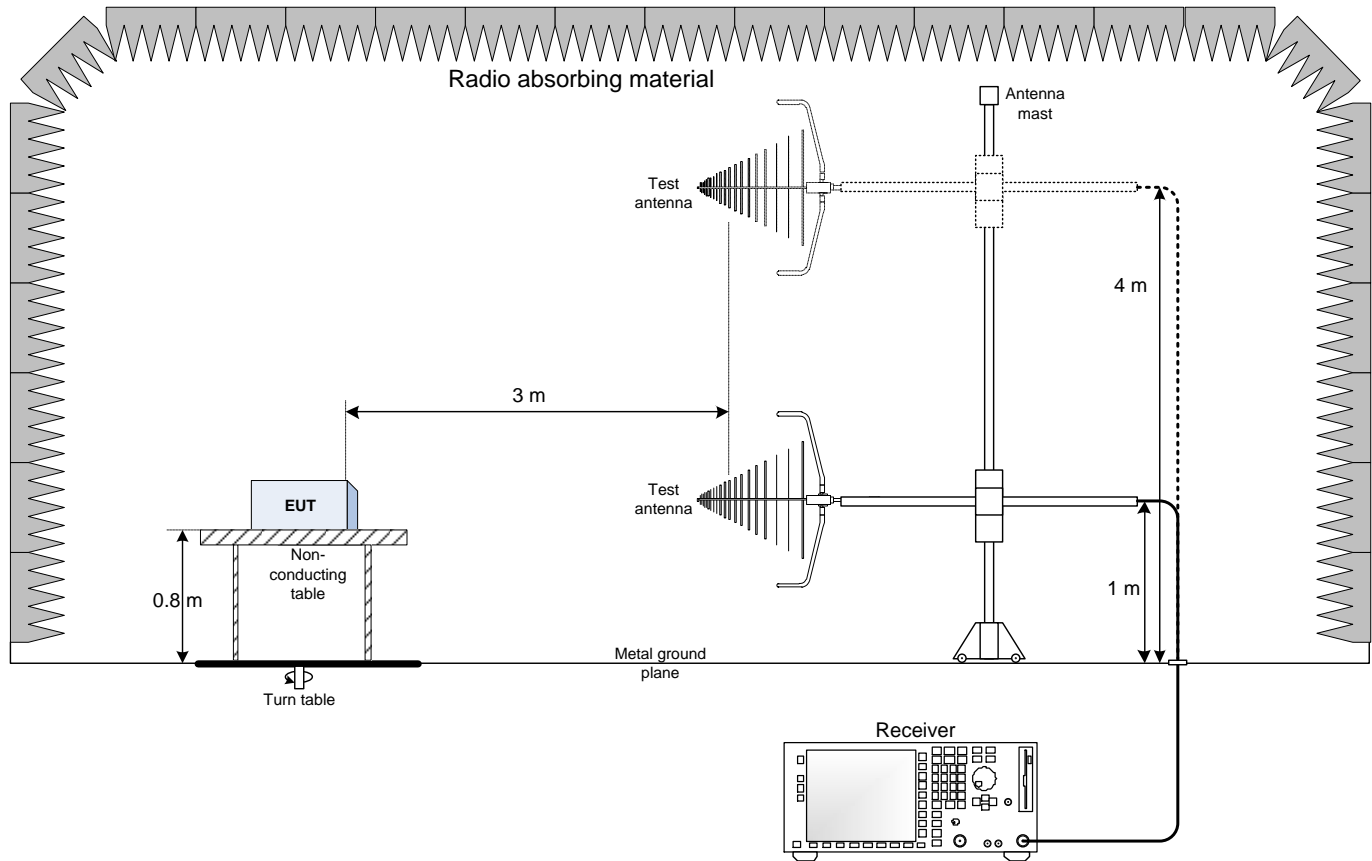 Radio absorbing material
Antenna
mast
Test
antenna
4 m
3 m
Test
antenna
EUT
Non-
conducting
table
0.8 m
1 m
Metal ground
plane
Turn table
Receiver